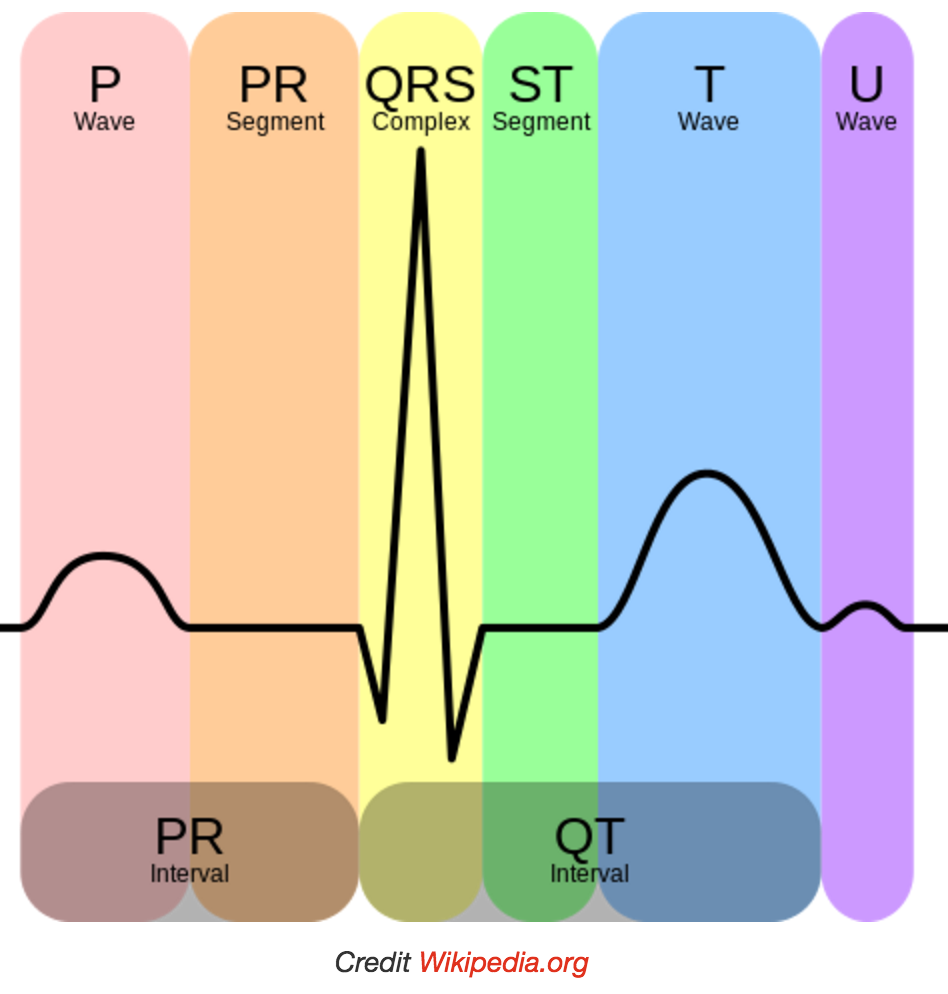 P
Wave
PR
Segment
QRS
Complex
ST
Segment
T
Wave
U
Wave
PR
Interval
QT
Interval
Credit Wikipedia.org